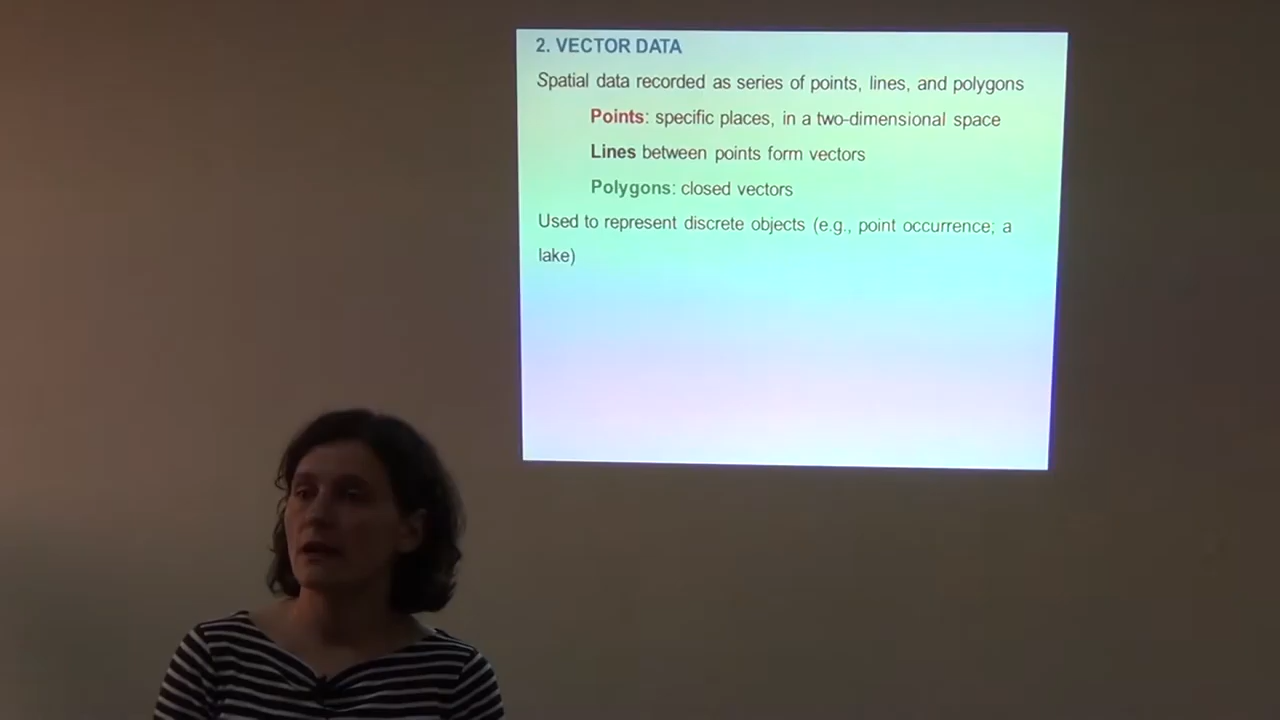 2. VECTOR DATA
Spatial data recorded as series of points, lines, and polygons
Points: specific places, in a two-dimensional space
Lines between points form vectors
Polygons: closed vectors
Used to represent discrete objects (e.g., point occurrence; a
lake)